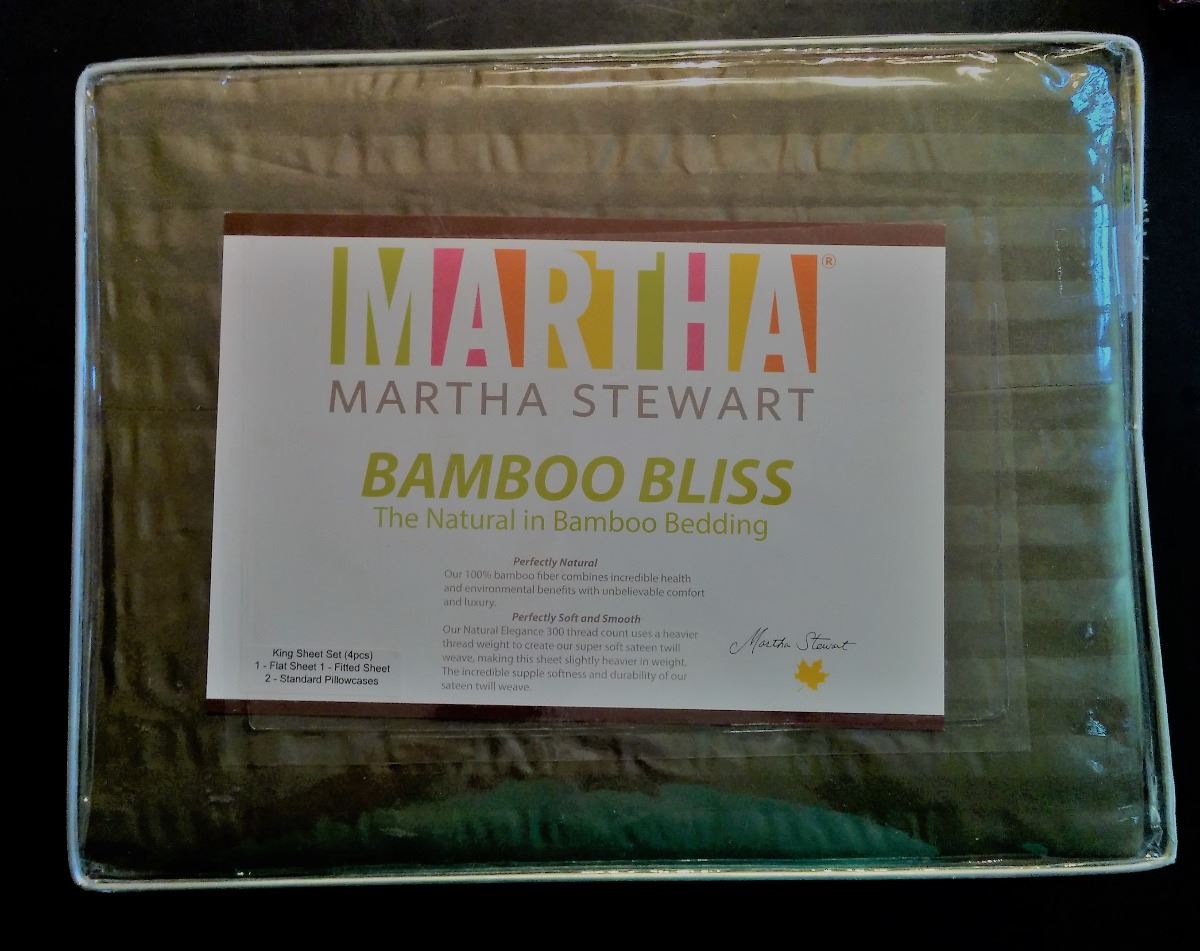 MARTHA®
MARTHA STEWART
BAMBOO BLISS
The Natural in Bamboo Bedding
Perfectly Natural
Our 100% bamboo fiber combines incredible health
and environmental benefits with unbelievable comfort
and luxury.
Perfectly Soft and Smooth
Our Natural Elegance 300 thread count uses a heavier
thread weight to create our super soft sateen twill
weave, making this sheet slightly heavier in weight.
The incredible supple softness and durability of our
sateen twill weave.
King Sheet Set (4pcs)
1 - Flat Sheet 1 - Fitted Sheet
2 - Standard Pillowcases
Martha Stewart